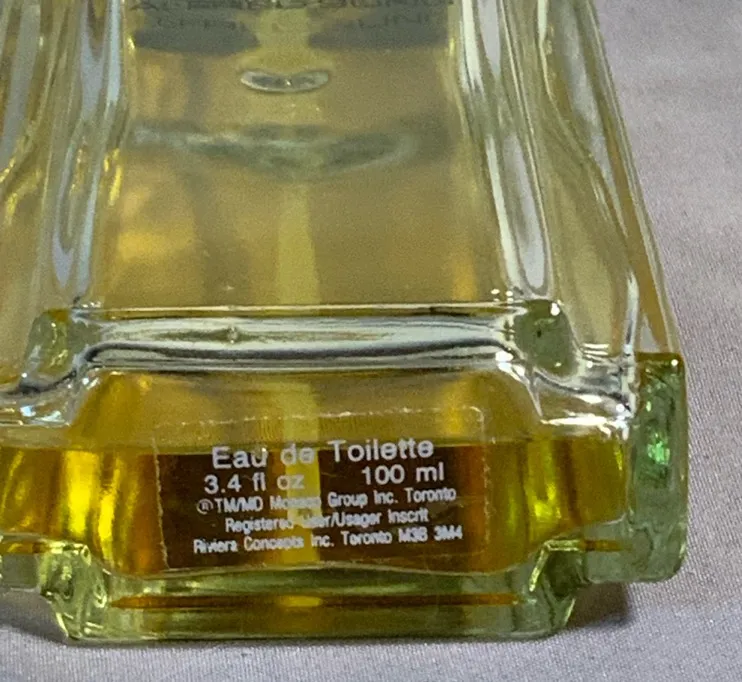 Eau de Toilette
3.4 fl oz 100 ml
®TM/MD Monaco Group Inc. Toronto
Registered User/Usager Inscrit
Riviera Concepts Inc. Toronto M3B 3M4